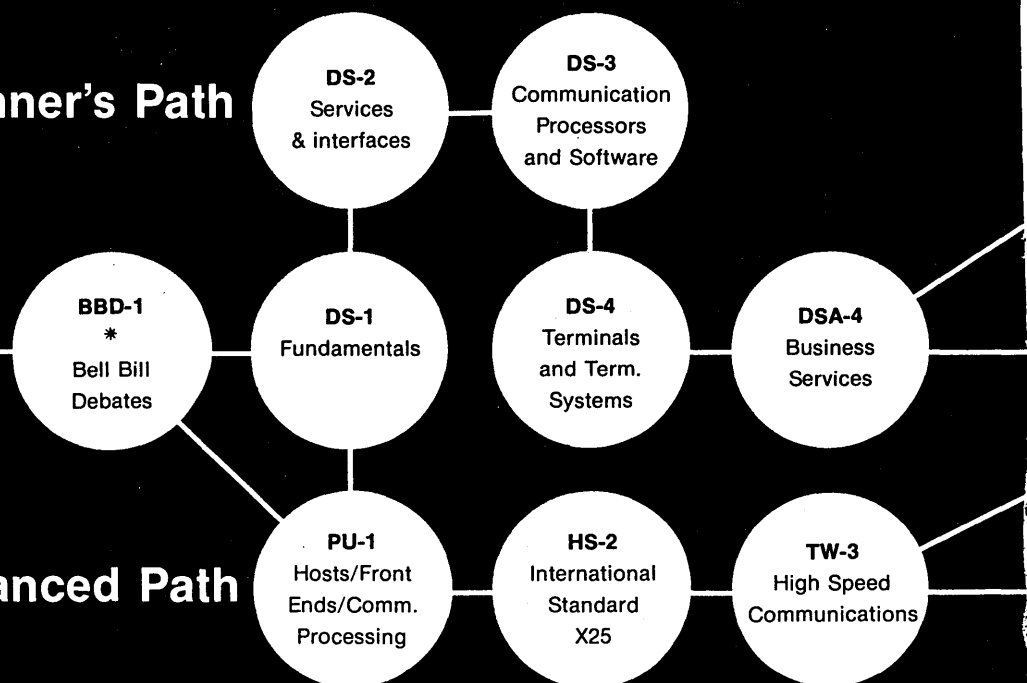 nner's Path
DS-2
Services
& interfaces
DS-3
Communication
Processors
and Software
BBD-1
*
Bell Bill
Debates
DS-1
Fundamentals
DS-4
Terminals
and Term.
Systems
DSA-4
Business
Services
anced Path
PU-1
Hosts/Front
Ends/Comm.
Processing
HS-2
International
Standard
X25
TW-3
High Speed
Communications